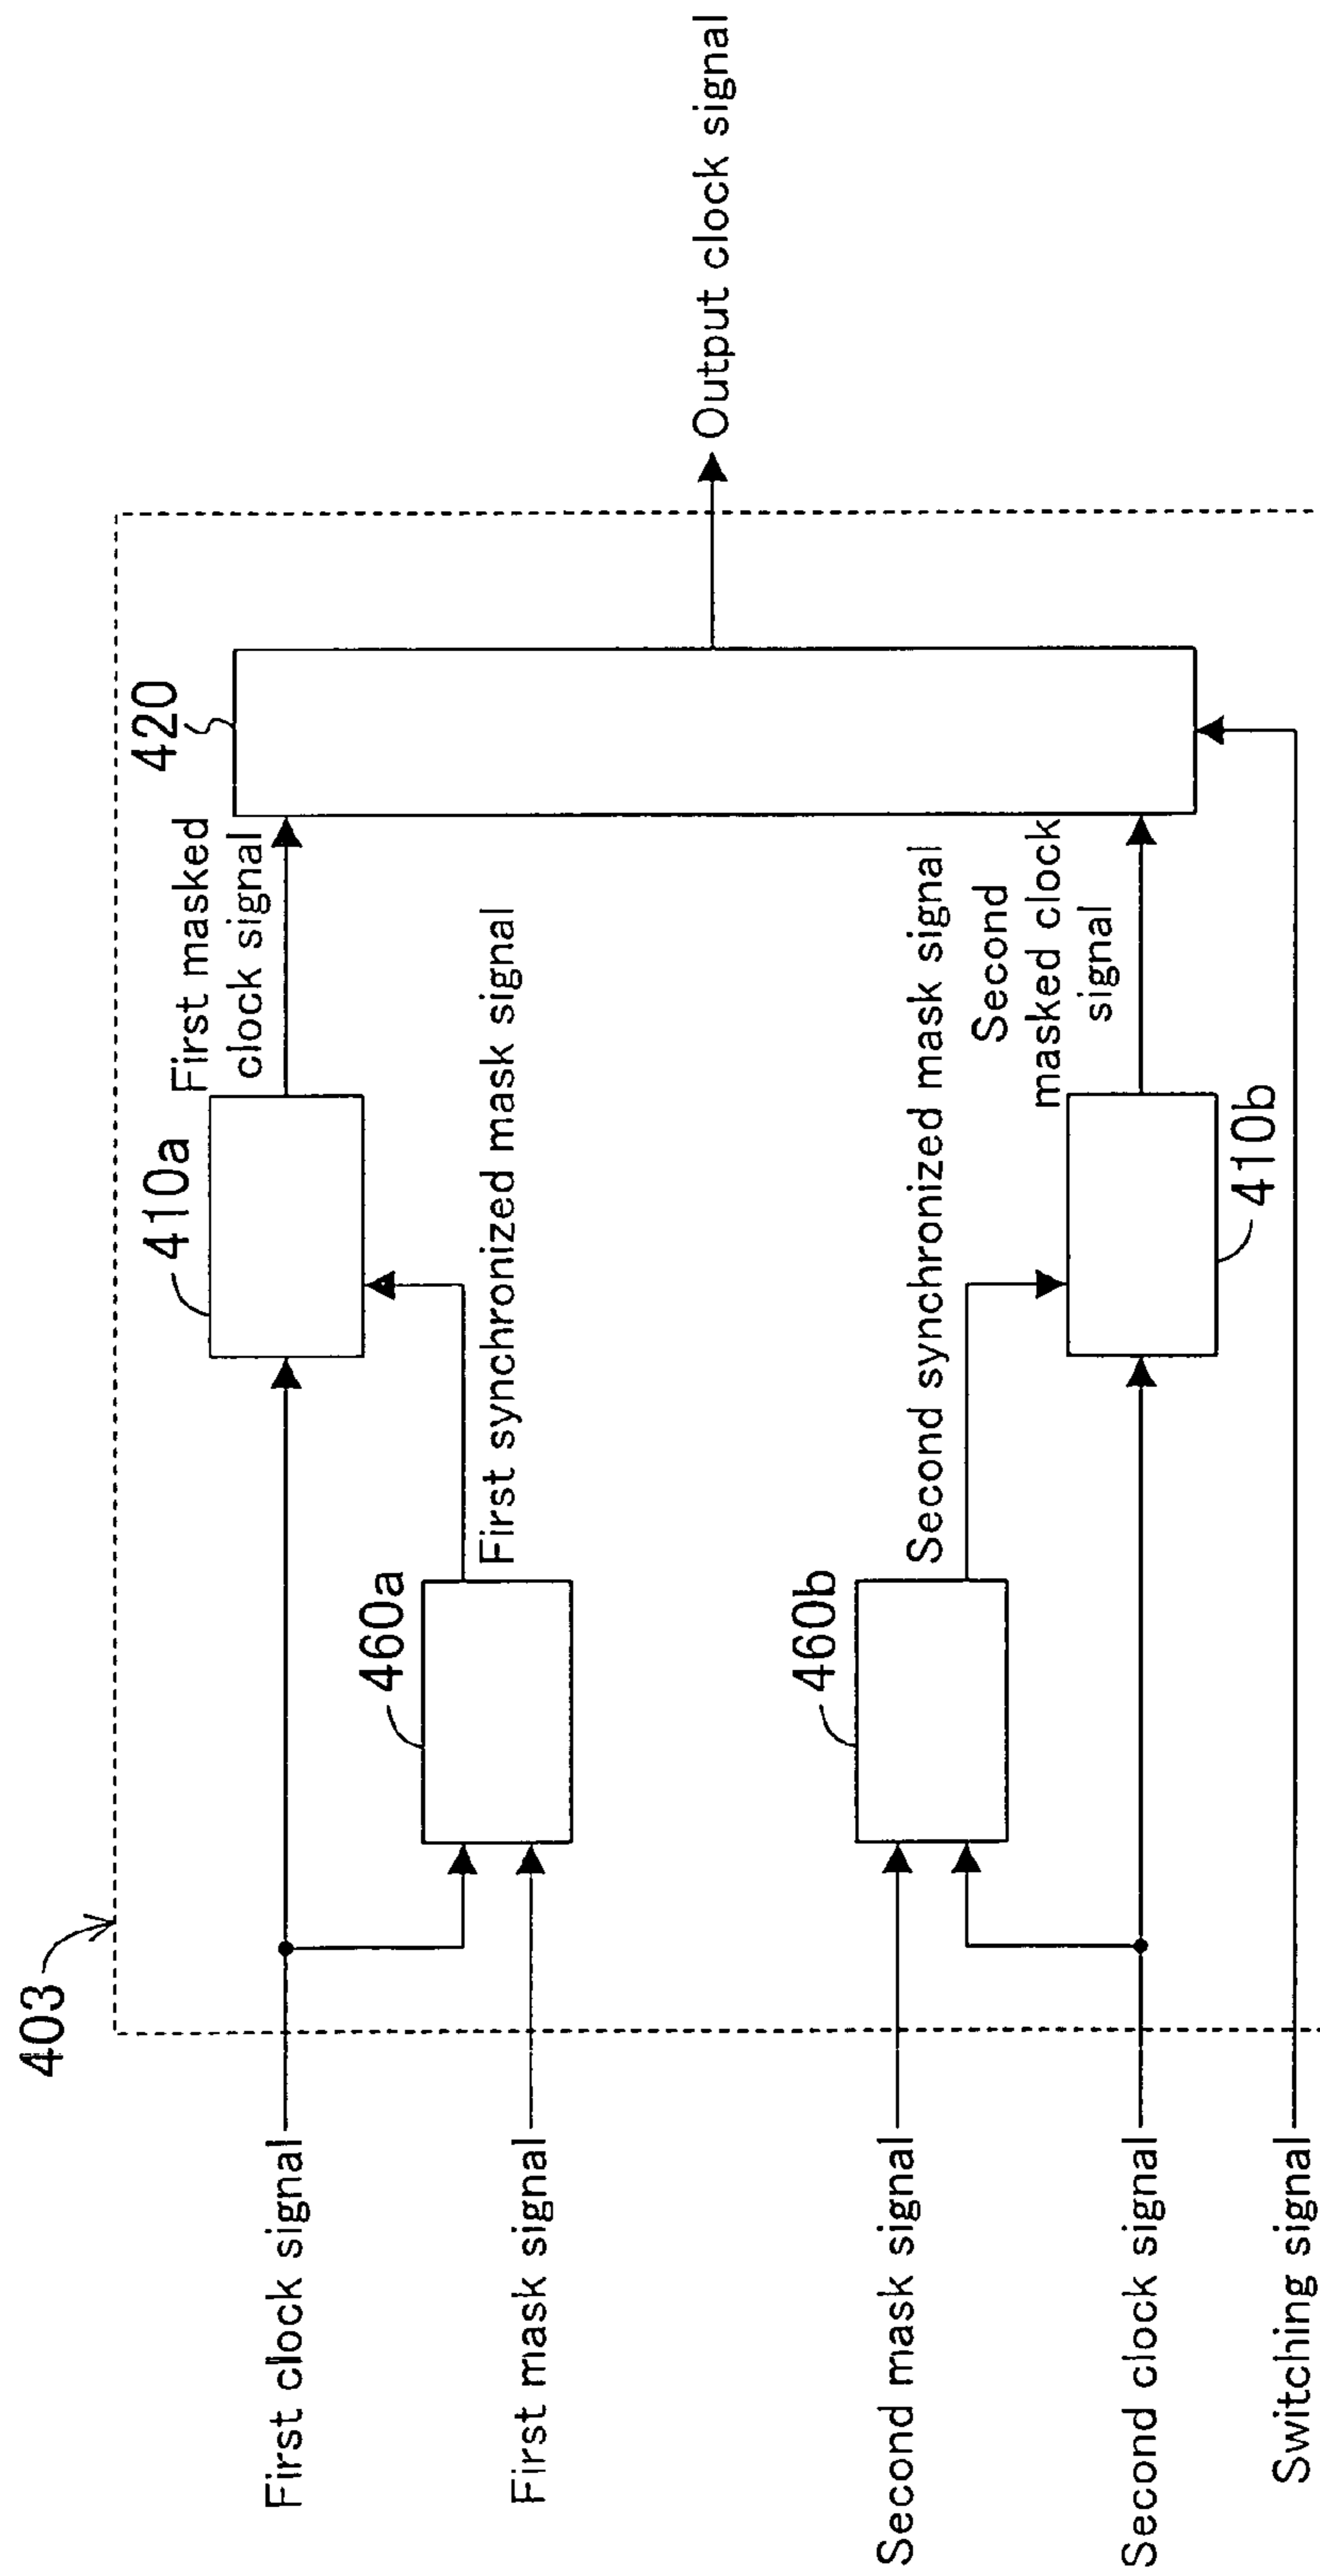 403
First clock signal
First mask signal
Second mask signal
Second clock signal
Switching signal
460a
460b
410a
410b
First synchronized mask signal
Second synchronized mask signal
First masked
clock signal
Second
masked clock
signal
420
Output clock signal